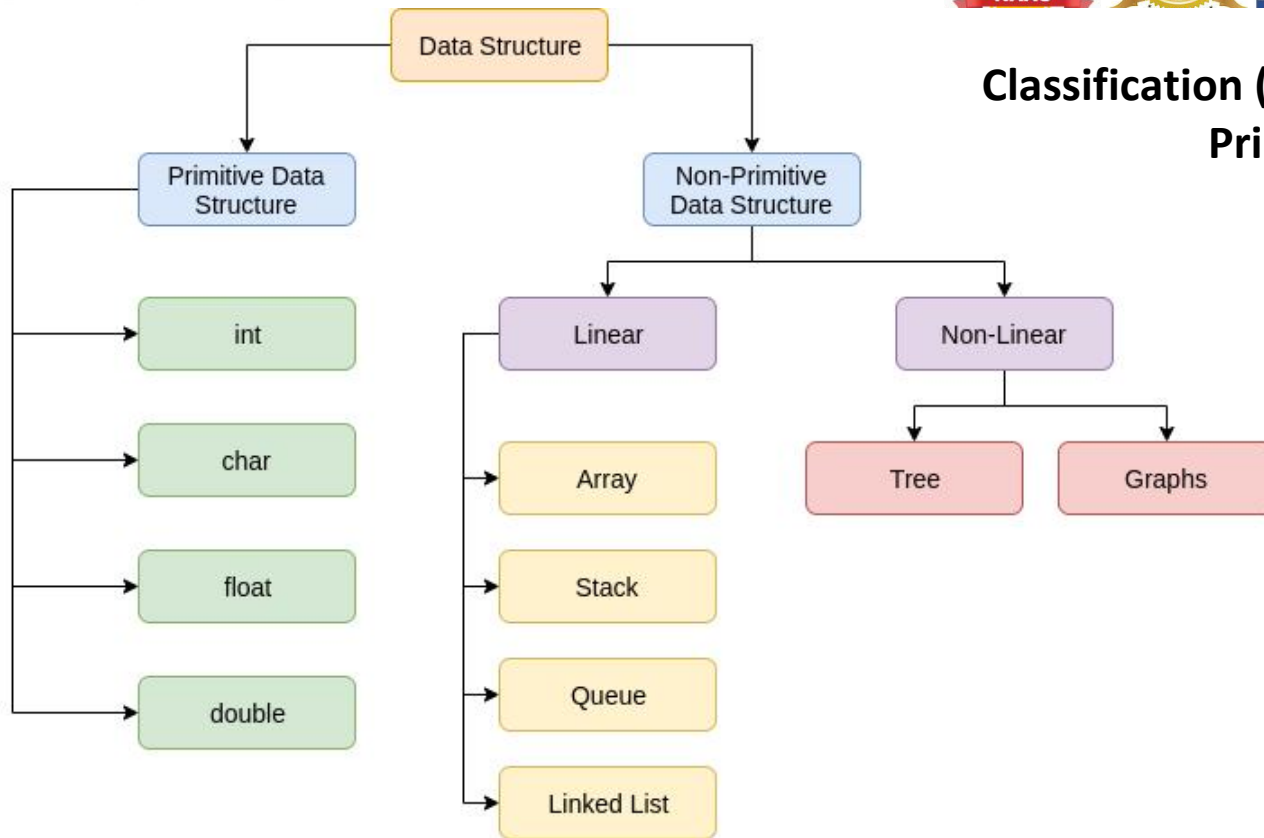 Data Structure
Classification (
Pri
Primitive Data
Structure
Non-Primitive
Data Structure
int
Linear
Non-Linear
char
Array
Tree
Graphs
float
Stack
double
Queue
Linked List